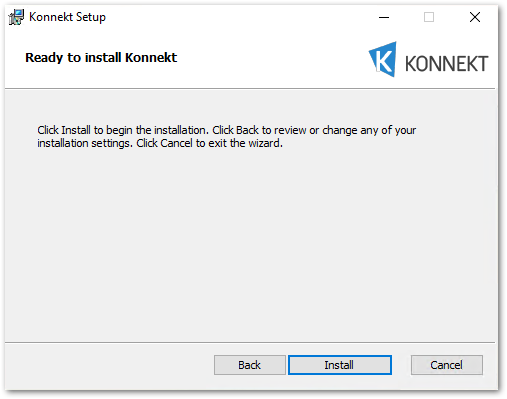 Konnekt Setup
Ready to install Konnekt
KONNEKT
Click Install to begin the installation. Click Back to review or change any of your
installation settings. Click Cancel to exit the wizard.
Back
Install
Cancel